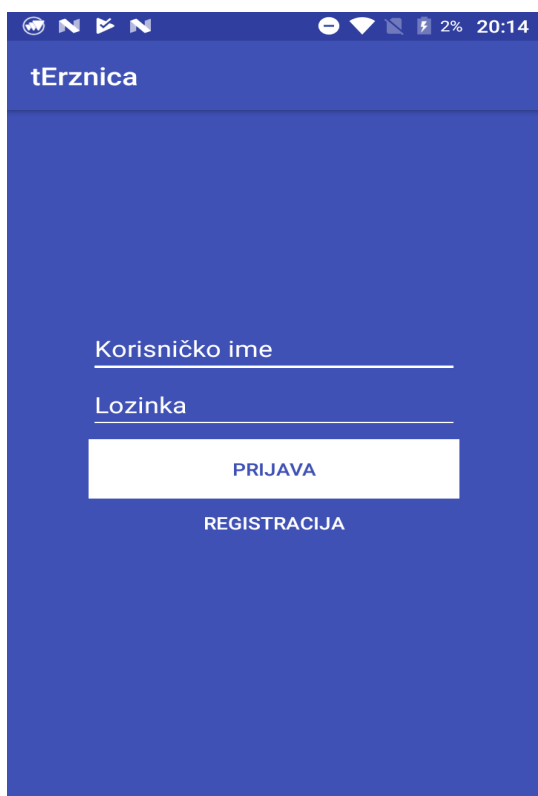 2% 20:14
tErznica
Korisničko ime
Lozinka
PRIJAVA
REGISTRACIJA